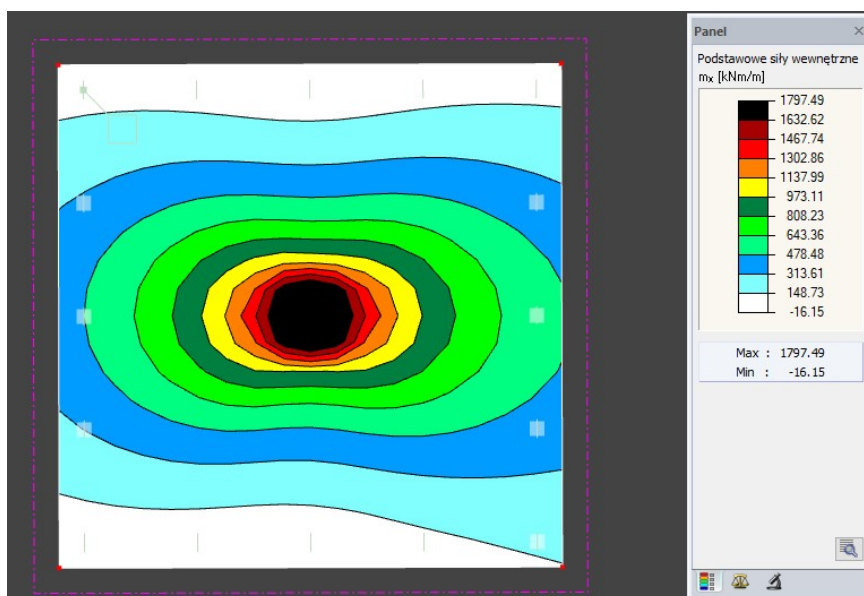 Panel
Podstawowe siły wewnętrzne
mx [kNm/m]
1797.49
1632.62
1467.74
1302.86
1137.99
973.11
808.23
643.36
478.48
313.61
148.73
-16.15
Max : 1797.49
Min : -16.15